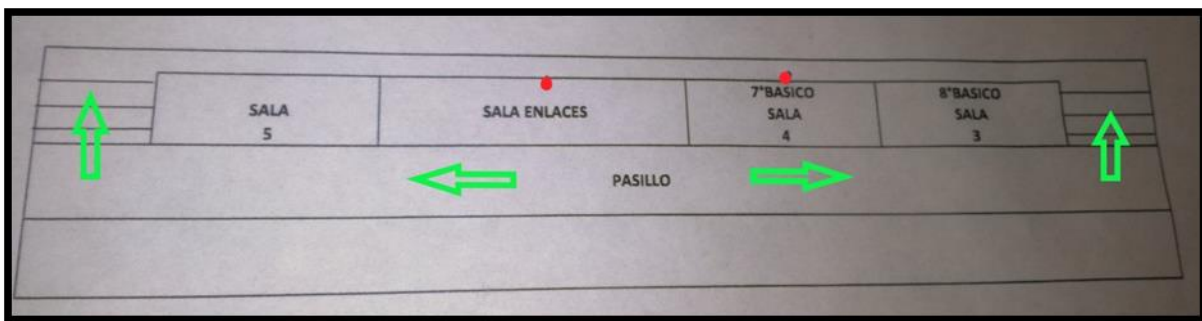 SALA
5
SALA ENLACES
7°BASICO
SALA
4
8°BASICO
SALA
3
PASILLO